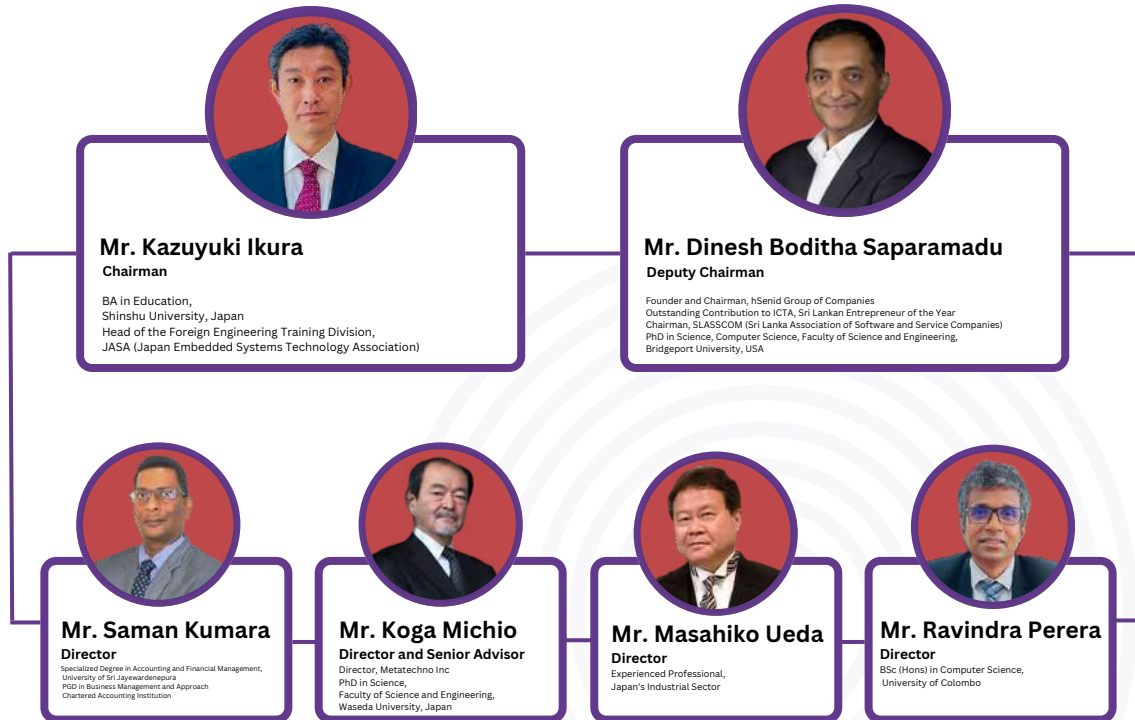 Mr. Kazuyuki Ikura
Chairman
BA in Education,
Shinshu University, Japan
Head of the Foreign Engineering Training Division,
JASA (Japan Embedded Systems Technology Association)
Mr. Dinesh Boditha Saparamadu
Deputy Chairman
Founder and Chairman, hSenid Group of Companies
Outstanding Contribution to ICTA, Sri Lankan Entrepreneur of the Year
Chairman, SLASSCOM (Sri Lanka Association of Software and Service Companies)
PhD in Science, Computer Science, Faculty of Science and Engineering,
Bridgeport University, USA
Mr. Saman Kumara
Director
Specialized Degree in Accounting and Financial Management,
University of Sri Jayewardenepura
PGD in Business Management and Approach
Chartered Accounting Institution
Mr. Koga Michio
Director and Senior Advisor
Director, Metatechno Inc
PhD in Science,
Faculty of Science and Engineering,
Waseda University, Japan
Mr. Masahiko Ueda
Director
Experienced Professional,
Japan's Industrial Sector
Mr. Ravindra Perera
Director
BSc (Hons) in Computer Science,
University of Colombo